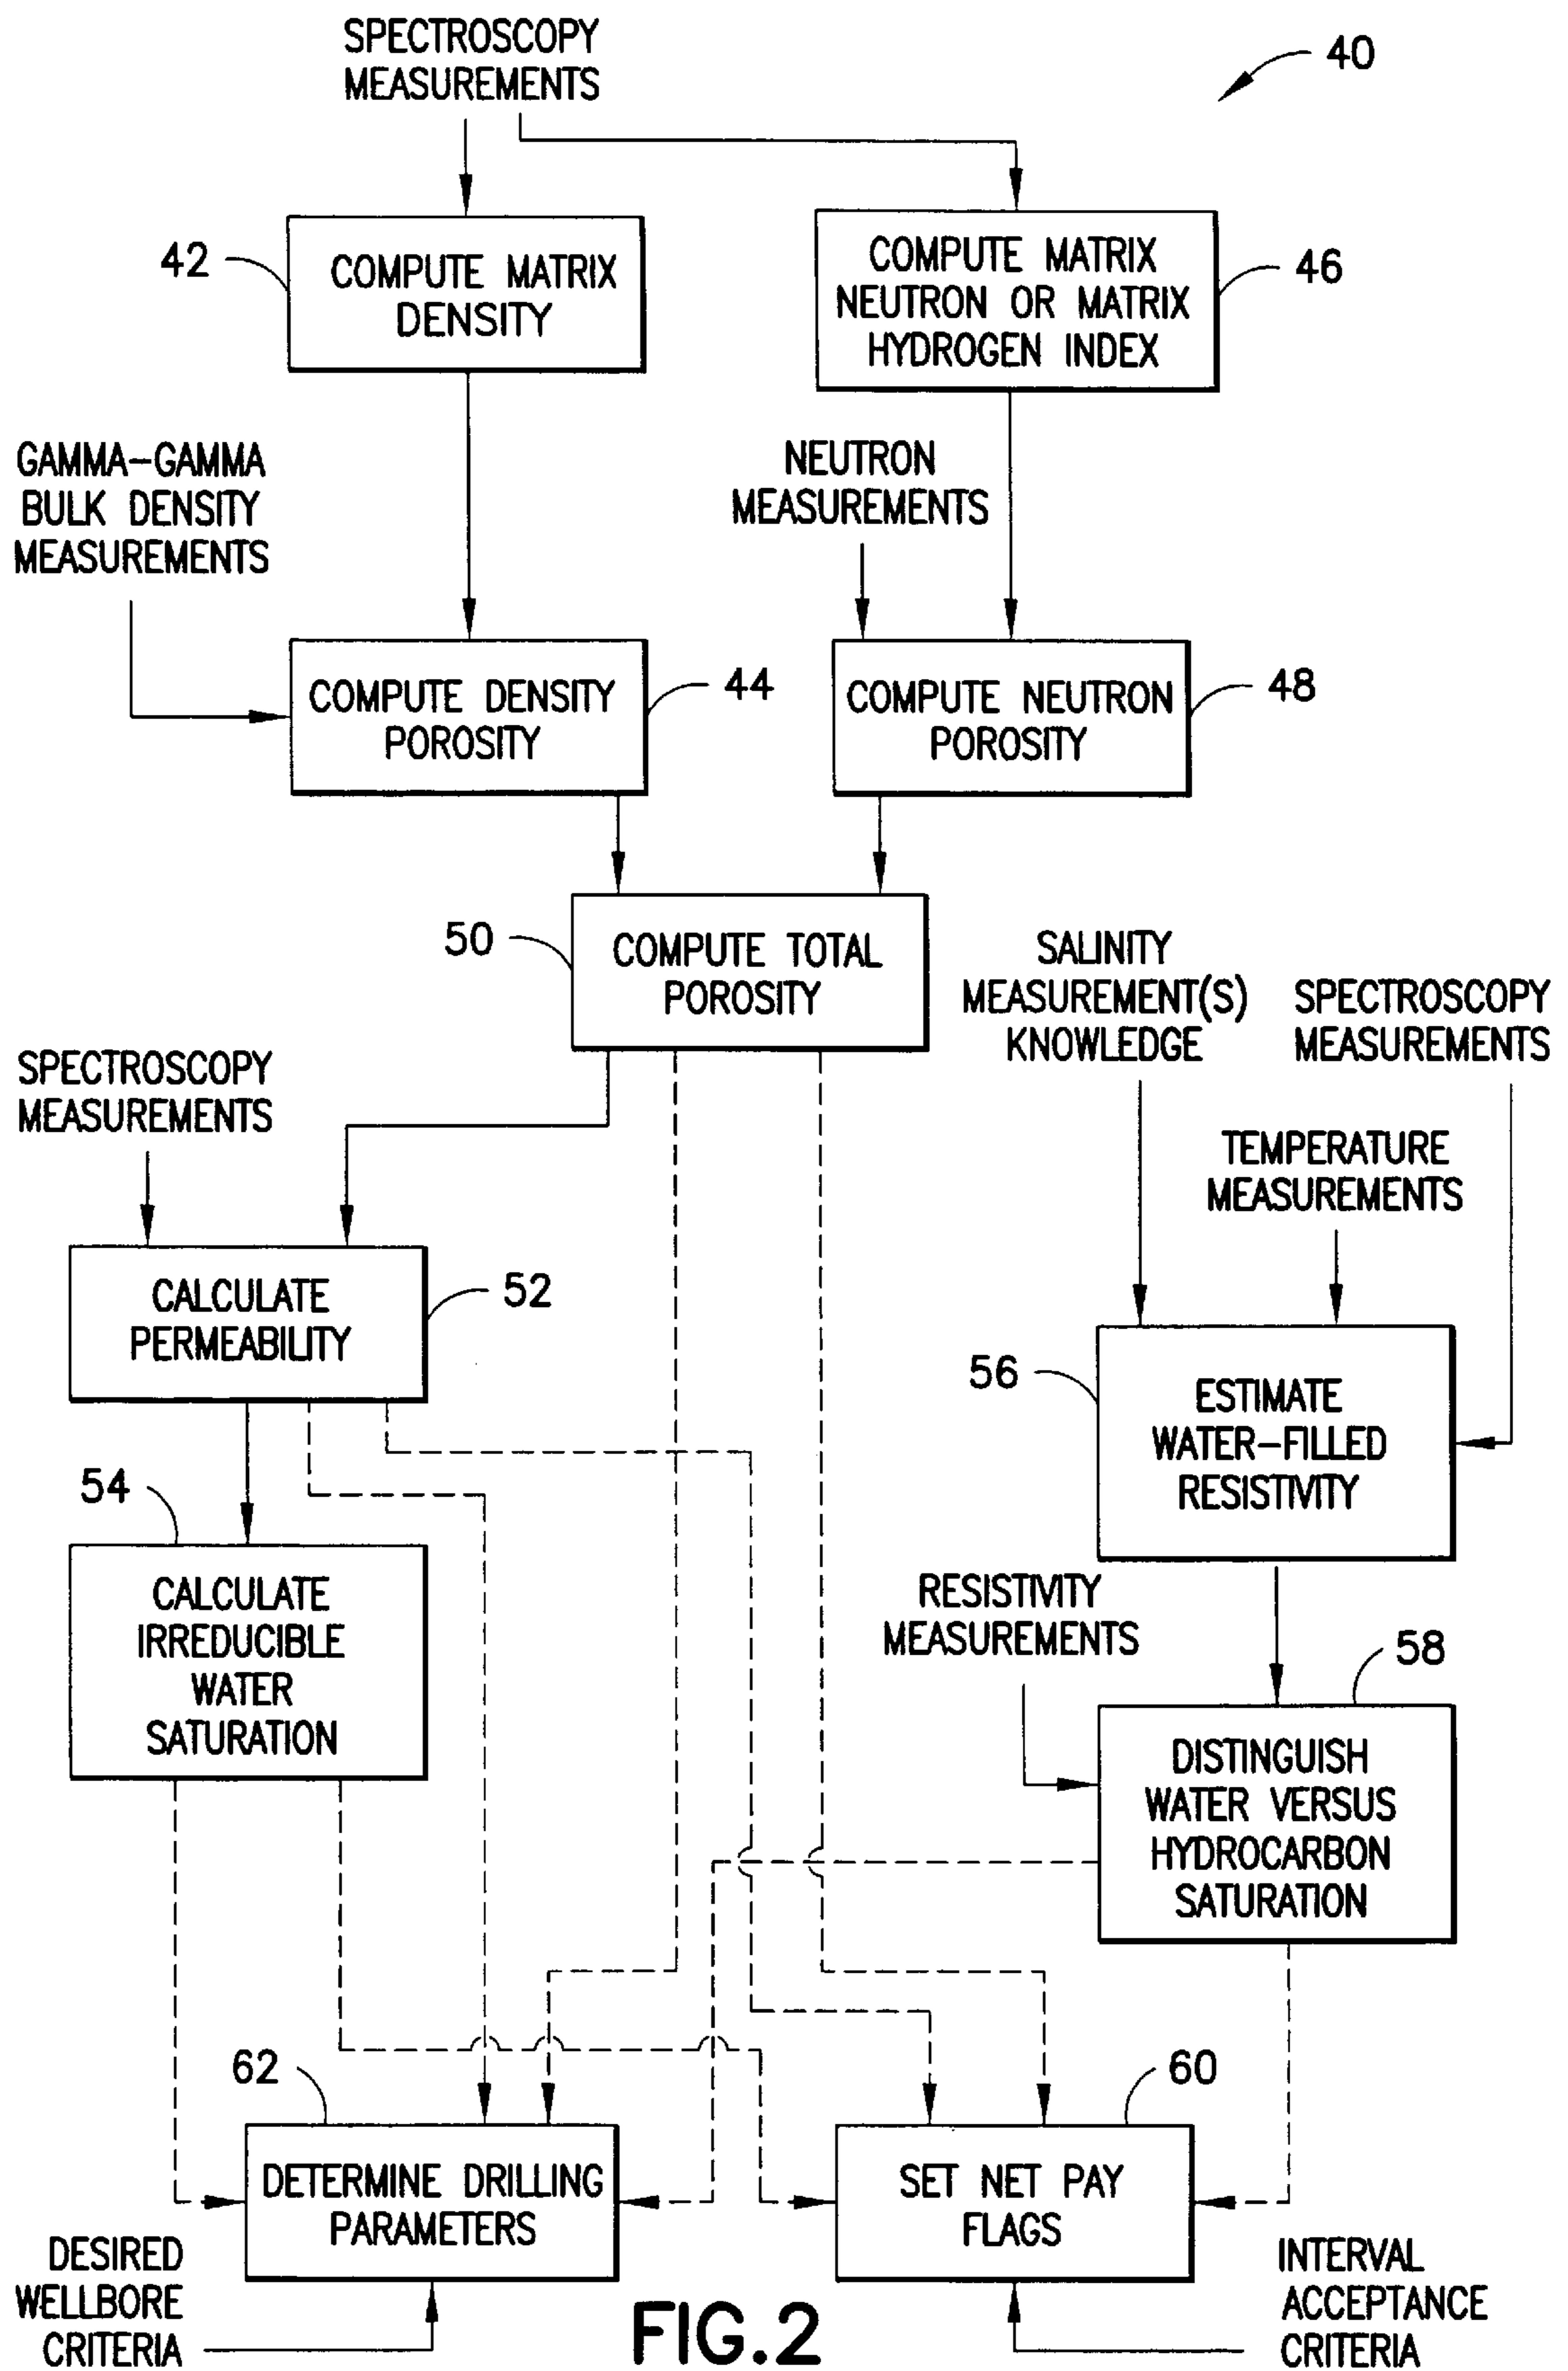 SPECTROSCOPY
MEASUREMENTS
40
42
COMPUTE MATRIX
DENSITY
COMPUTE MATRIX
NEUTRON OR MATRIX
HYDROGEN INDEX
46
GAMMA-GAMMA
BULK DENSITY
MEASUREMENTS
NEUTRON
MEASUREMENTS
COMPUTE DENSITY
POROSITY
44
COMPUTE NEUTRON
POROSITY
48
50
COMPUTE TOTAL
POROSITY
SALINITY
MEASUREMENT(S)
KNOWLEDGE
SPECTROSCOPY
MEASUREMENTS
SPECTROSCOPY
MEASUREMENTS
TEMPERATURE
MEASUREMENTS
CALCULATE
PERMEABILITY
52
56
ESTIMATE
WATER-FILLED
RESISTIVITY
54
CALCULATE
IRREDUCIBLE
WATER
SATURATION
RESISTIVITY
MEASUREMENTS
58
DISTINGUISH
WATER VERSUS
HYDROCARBON
SATURATION
62
DETERMINE DRILLING
PARAMETERS
60
SET NET PAY
FLAGS
DESIRED
WELLBORE
CRITERIA
INTERVAL
ACCEPTANCE
CRITERIA
FIG.2